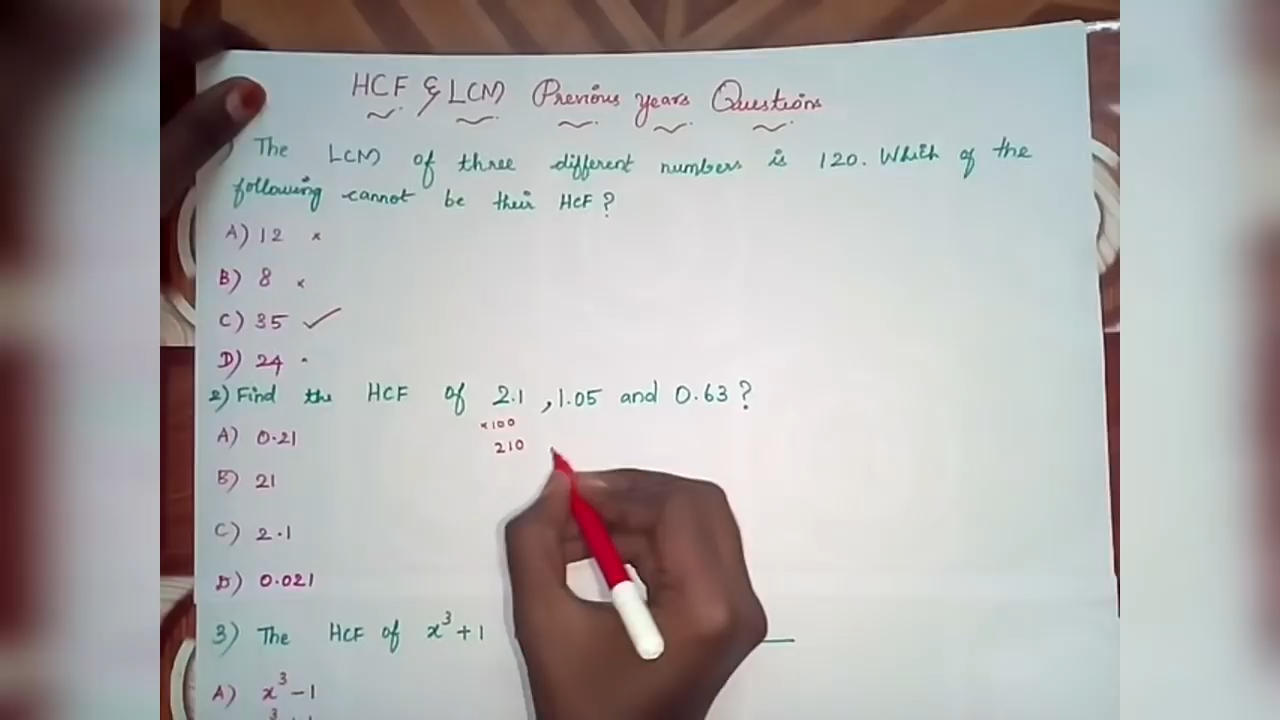 HCF & LCM Previous years Questions
The LCM of three different numbers is 120. Which of the
following cannot be their HCF?
A) 12 ×
B) 8 ×
C) 35 ✓
D) 24
2) Find the HCF of 2.1, 1.05 and 0.63?
×100
A) 0.21
210
B) 21
C) 2.1
D) 0.021
3) The HCF of x³+1
A) x³-1